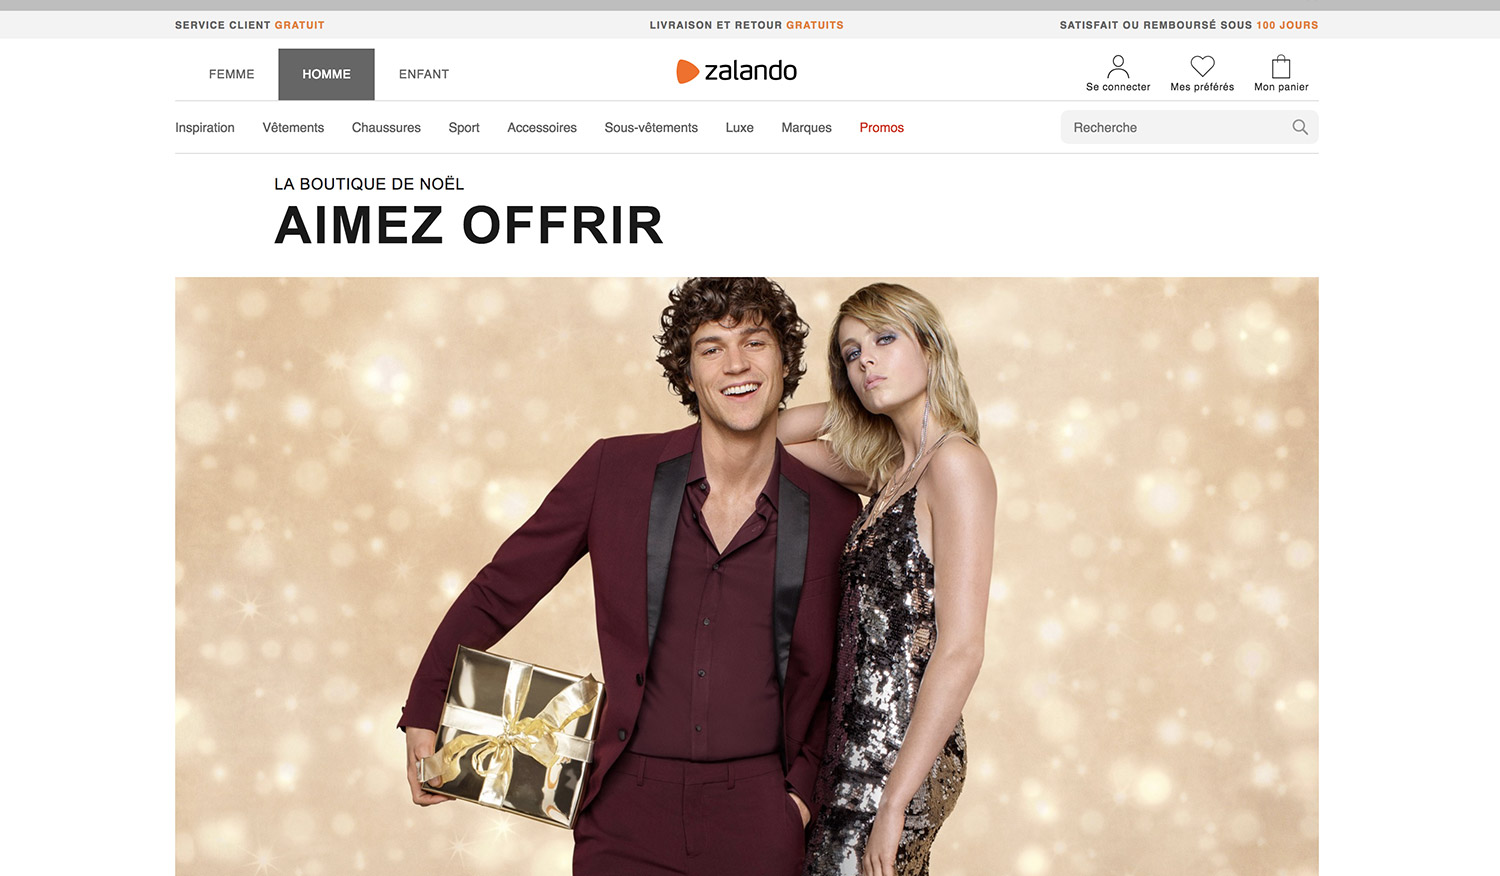 SERVICE CLIENT GRATUIT
LIVRAISON ET RETOUR GRATUITS
SATISFAIT OU REMBOURSÉ SOUS 100 JOURS
FEMME
HOMME
ENFANT
zalando
Se connecter
Mes préférés
Mon panier
Inspiration
Vêtements
Chaussures
Sport
Accessoires
Sous-vêtements
Luxe
Marques
Promos
Recherche
LA BOUTIQUE DE NOËL
AIMEZ OFFRIR